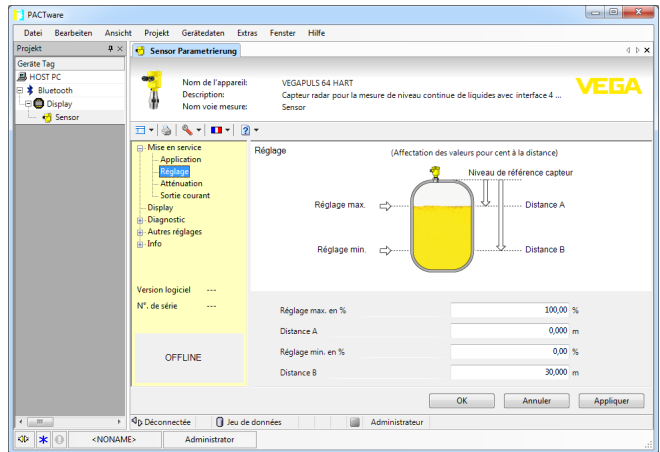 PACTware
Datei Bearbeiten Ansicht Projekt Gerätedaten Extras Fenster Hilfe
Projekt
Geräte Tag
HOST PC
Bluetooth
Display
Sensor
Sensor Parametrierung
Nom de l'appareil: VEGAPULS 64 HART
Description: Capteur radar pour la mesure de niveau continue de liquides avec interface 4 ...
Nom voie mesure: Sensor
VEGA
Mise en service
Application
Réglage
Atténuation
Sortie courant
Display
Diagnostic
Autres réglages
Info
Version logiciel ---
N°. de série ---
OFFLINE
Réglage (Affectation des valeurs pour cent à la distance)
Niveau de référence capteur
Réglage max. Distance A
Réglage min. Distance B
Réglage max. en % 100,00 %
Distance A 0,000 m
Réglage min. en % 0,00 %
Distance B 30,000 m
OK Annuler Appliquer
Déconnectée Jeu de données Administrateur
<NONAME> Administrator